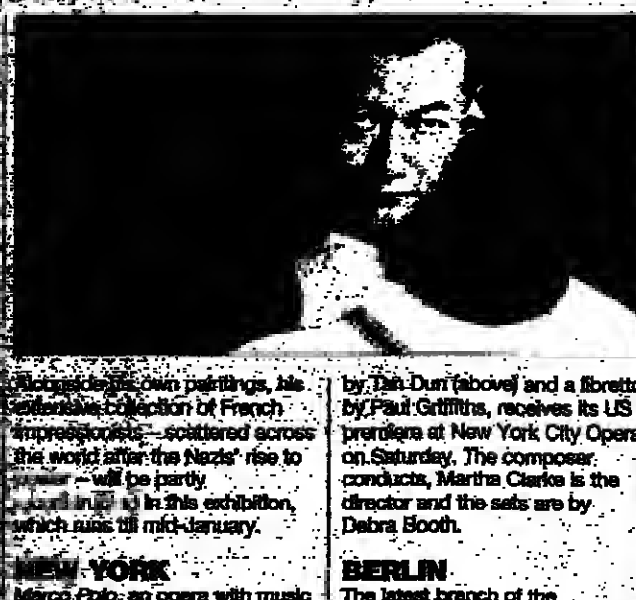 Alongside his own paintings, his
extensive collection of French
impressionists – scattered across
the world after the Nazis' rise to
power – will be partly
in this exhibition,
which runs till mid-January.
NEW YORK
Marco Polo, an opera with music
by Tan Dun (above) and a libretto
by Paul Griffiths, receives its US
premiere at New York City Opera
on Saturday. The composer
conducts, Martha Clarke is the
director and the sets are by
Debra Booth.
BERLIN
The latest branch of the